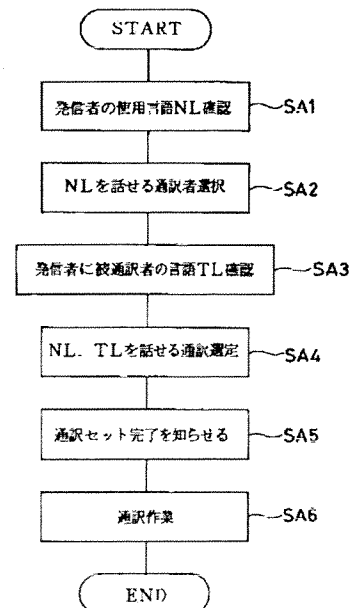 START
発信者の使用言語NL確認 SA1
NLを話せる通訳者選択 SA2
発信者に被通訳者の言語TL確認 SA3
NL、TLを話せる通訳選定 SA4
通訳セット完了を知らせる SA5
通訳作業 SA6
END